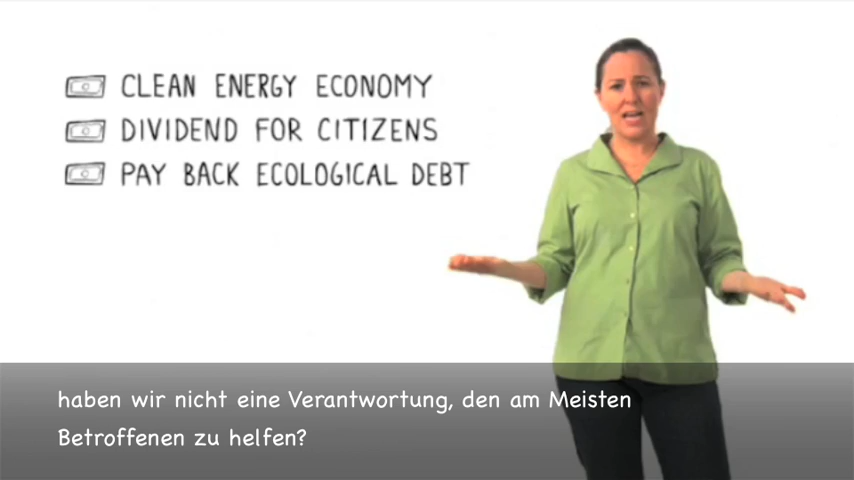 CLEAN ENERGY ECONOMY
DIVIDEND FOR CITIZENS
PAY BACK ECOLOGICAL DEBT
haben wir nicht eine Verantwortung, den am Meisten
Betroffenen zu helfen?